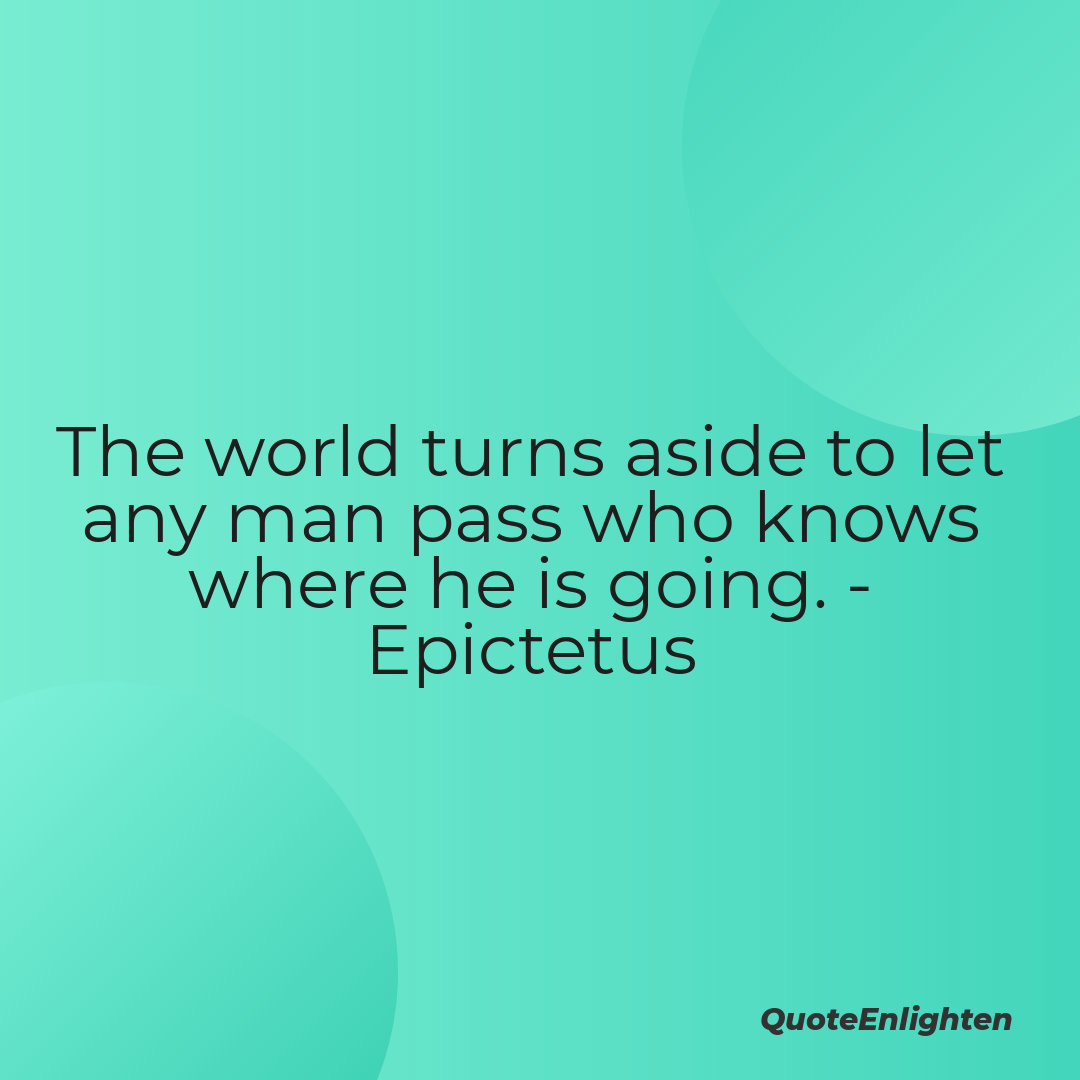 The world turns aside to let
any man pass who knows
where he is going. -
Epictetus
QuoteEnlighten